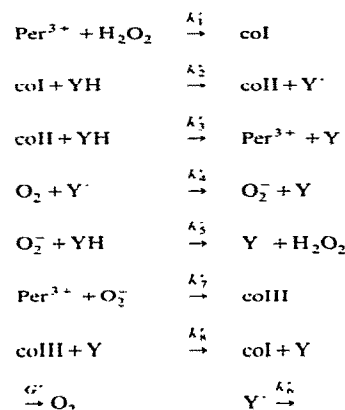 Per³⁺ + H₂O₂ →k₁ coI
coI + YH →k₂ coII + Y·
coII + YH →k₃ Per³⁺ + Y
O₂ + Y· →k₄ O₂⁻ + Y
O₂⁻ + YH →k₅ Y + H₂O₂
Per³⁺ + O₂⁻ →k₇ coIII
coIII + Y →k₈ coI + Y
→ O₂ Y· →k₆